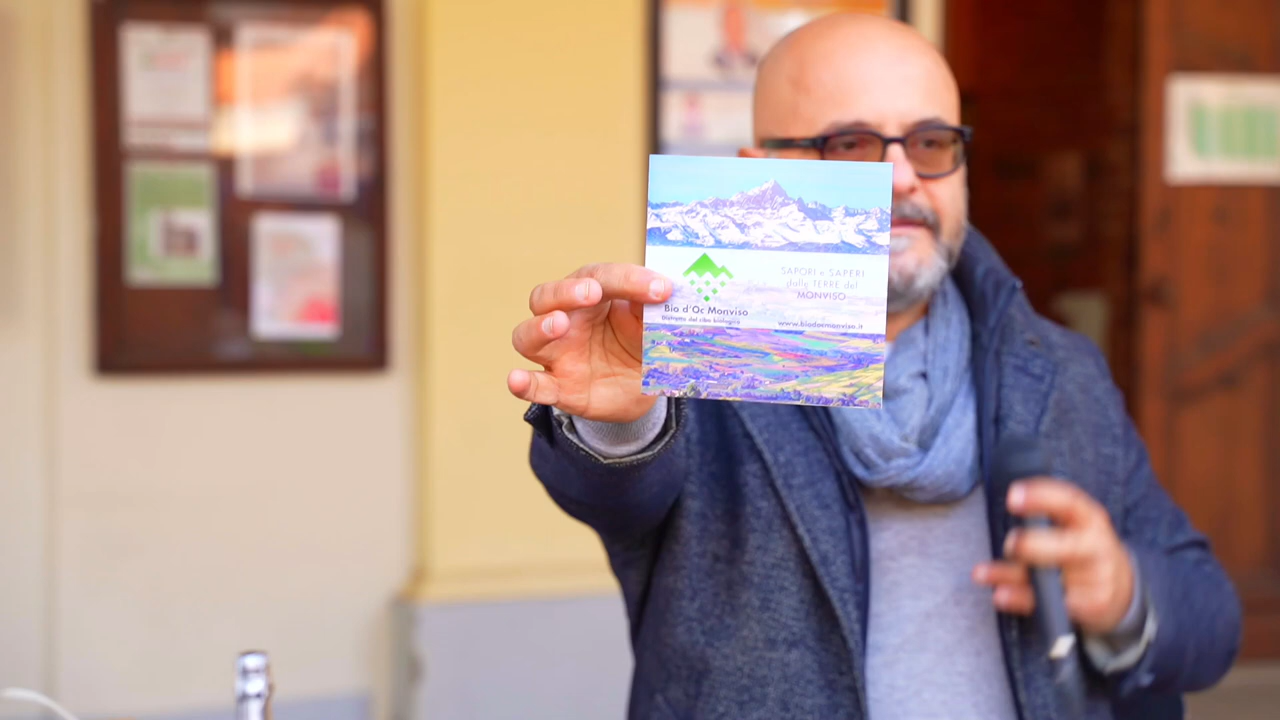 SAPORI e SAPERI
dalle TERRE del
MONVISO
Bio d'Oc Monviso
Distretto del cibo biologico
www.biodocmonviso.it